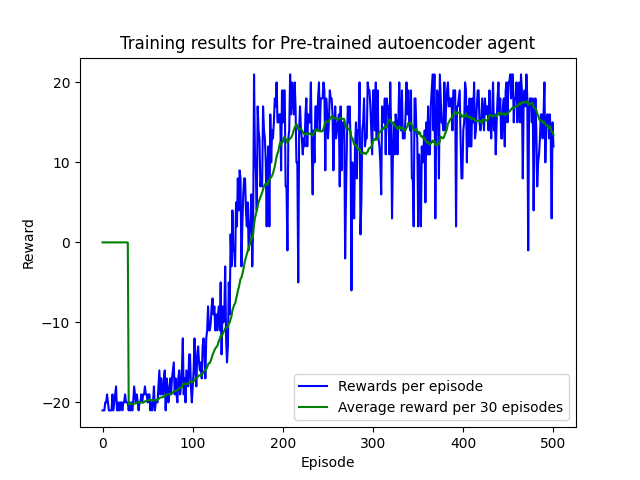 Training results for Pre-trained autoencoder agent
20
10
0
−10
−20
Reward
0
100
200
300
400
500
Episode
Rewards per episode
Average reward per 30 episodes